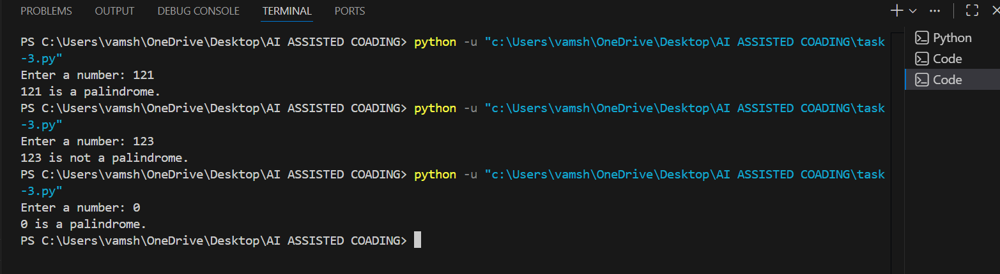 PROBLEMS OUTPUT DEBUG CONSOLE TERMINAL PORTS
PS C:\Users\vamsh\OneDrive\Desktop\AI ASSISTED COADING> python -u "c:\Users\vamsh\OneDrive\Desktop\AI ASSISTED COADING\task
-3.py"
Enter a number: 121
121 is a palindrome.
PS C:\Users\vamsh\OneDrive\Desktop\AI ASSISTED COADING> python -u "c:\Users\vamsh\OneDrive\Desktop\AI ASSISTED COADING\task
-3.py"
Enter a number: 123
123 is not a palindrome.
PS C:\Users\vamsh\OneDrive\Desktop\AI ASSISTED COADING> python -u "c:\Users\vamsh\OneDrive\Desktop\AI ASSISTED COADING\task
-3.py"
Enter a number: 0
0 is a palindrome.
PS C:\Users\vamsh\OneDrive\Desktop\AI ASSISTED COADING>
Python
Code
Code